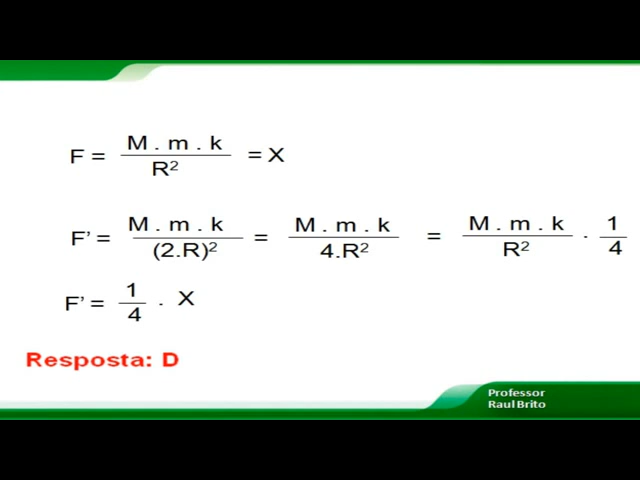 F = M . m . k / R² = X
F’ = M . m . k / (2.R)² = M . m . k / 4.R² = M . m . k / R² . 1 / 4
F’ = 1 / 4 . X
Resposta: D
Professor
Raul Brito